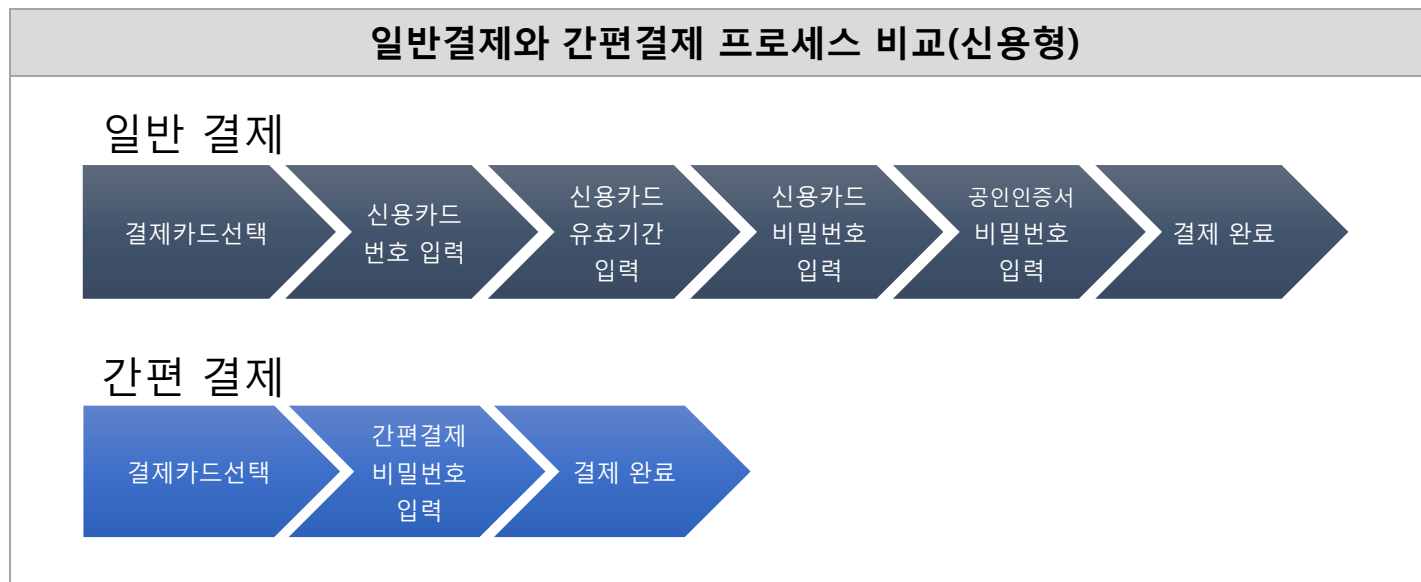 일반결제와 간편결제 프로세스 비교(신용형)
일반 결제
결제카드선택
신용카드
번호 입력
신용카드
유효기간
입력
신용카드
비밀번호
입력
공인인증서
비밀번호
입력
결제 완료
간편 결제
결제카드선택
간편결제
비밀번호
입력
결제 완료